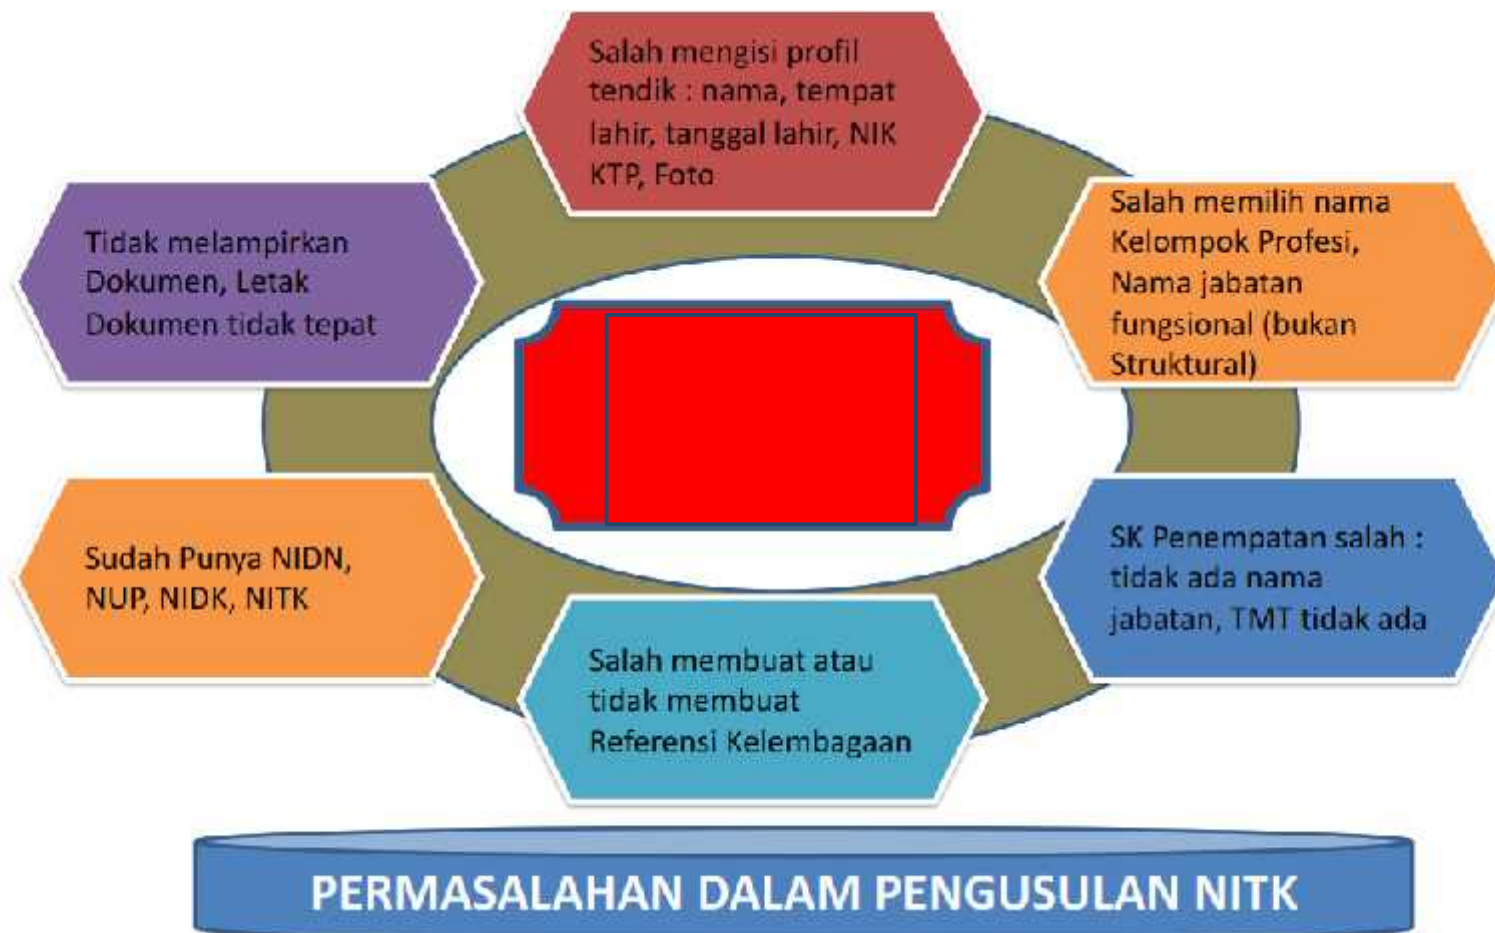 Salah mengisi profil
tendik : nama, tempat
lahir, tanggal lahir, NIK
KTP, Foto
Tidak melampirkan
Dokumen, Letak
Dokumen tidak tepat
Salah memilih nama
Kelompok Profesi,
Nama jabatan
fungsional (bukan
Struktural)
Sudah Punya NIDN,
NUP, NIDK, NITK
SK Penempatan salah :
tidak ada nama
jabatan, TMT tidak ada
Salah membuat atau
tidak membuat
Referensi Kelembagaan
PERMASALAHAN DALAM PENGUSULAN NITK